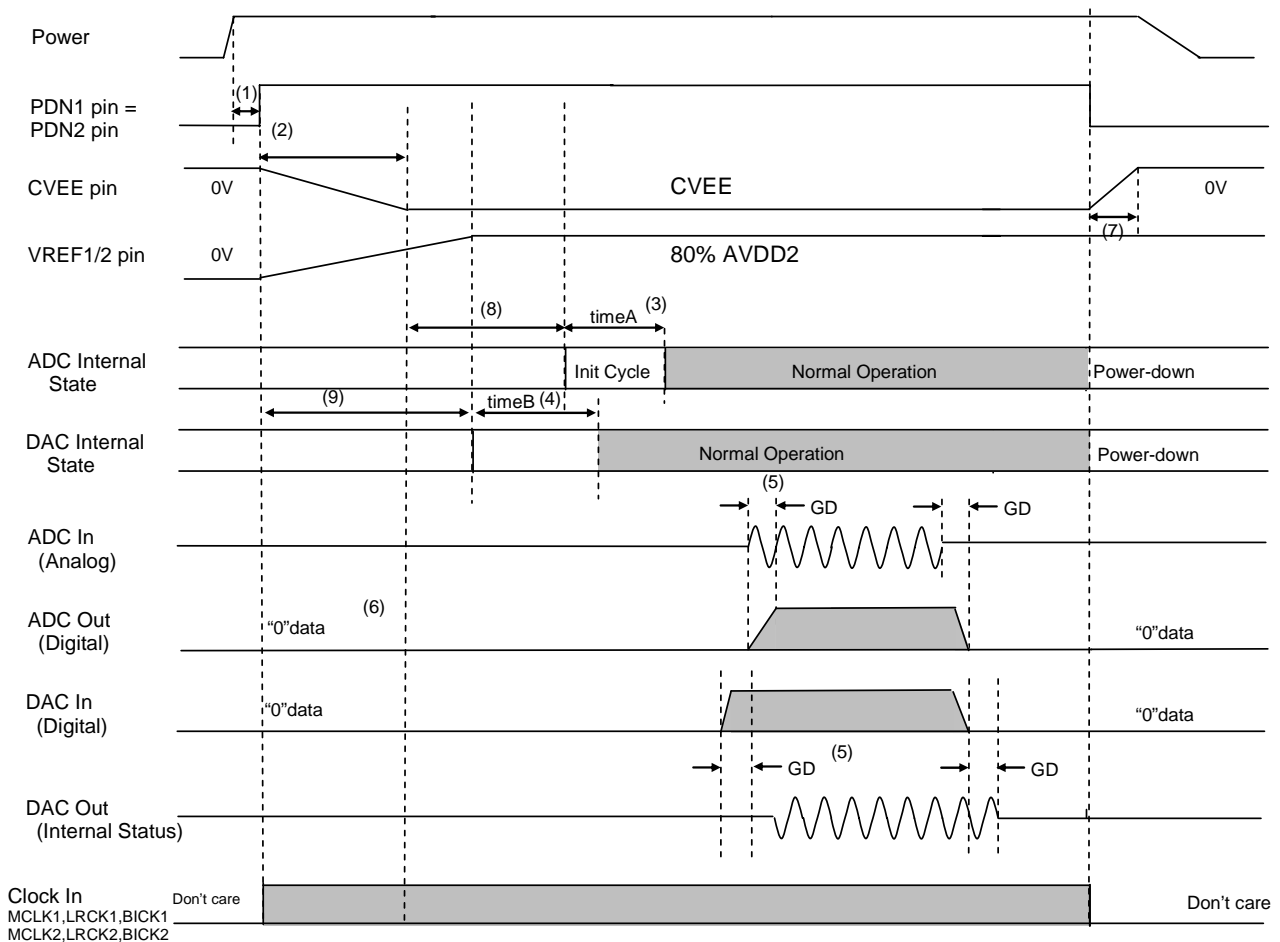 Power
PDN1 pin =
PDN2 pin
(1)
(2)
CVEE pin
0V
CVEE
0V
(7)
VREF1/2 pin
0V
80% AVDD2
(8)
timeA
(3)
ADC Internal
State
Init Cycle
Normal Operation
Power-down
(9)
timeB
(4)
DAC Internal
State
Normal Operation
Power-down
(5)
GD
GD
ADC In
(Analog)
ADC Out
(Digital)
“0”data
(6)
“0”data
DAC In
(Digital)
“0”data
“0”data
(5)
GD
GD
DAC Out
(Internal Status)
Clock In
MCLK1,LRCK1,BICK1
MCLK2,LRCK2,BICK2
Don’t care
Don’t care